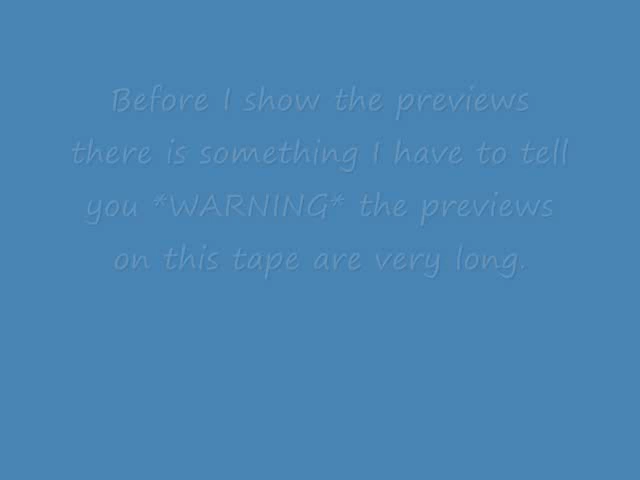 Before I show the previews
there is something I have to tell
you *WARNING* the previews
on this tape are very long.